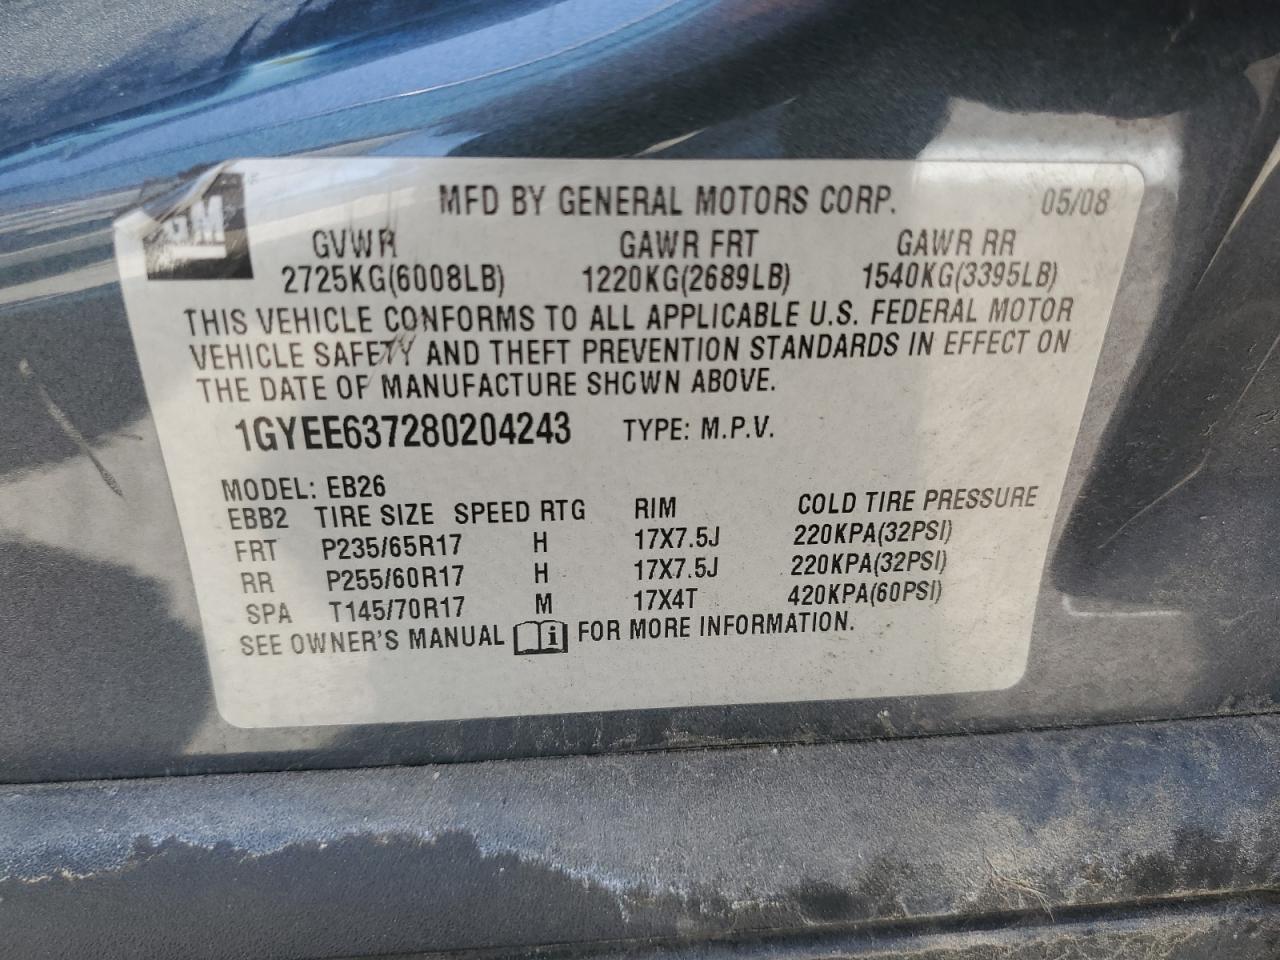 GM
MFD BY GENERAL MOTORS CORP. 05/08
GVWR GAWR FRT GAWR RR
2725KG(6008LB) 1220KG(2689LB) 1540KG(3395LB)
THIS VEHICLE CONFORMS TO ALL APPLICABLE U.S. FEDERAL MOTOR
VEHICLE SAFETY AND THEFT PREVENTION STANDARDS IN EFFECT ON
THE DATE OF MANUFACTURE SHOWN ABOVE.
1GYEE637280204243 TYPE: M.P.V.
MODEL: EB26
EBB2 TIRE SIZE SPEED RTG RIM COLD TIRE PRESSURE
FRT P235/65R17 H 17X7.5J 220KPA(32PSI)
RR P255/60R17 H 17X7.5J 220KPA(32PSI)
SPA T145/70R17 M 17X4T 420KPA(60PSI)
SEE OWNER'S MANUAL i FOR MORE INFORMATION.